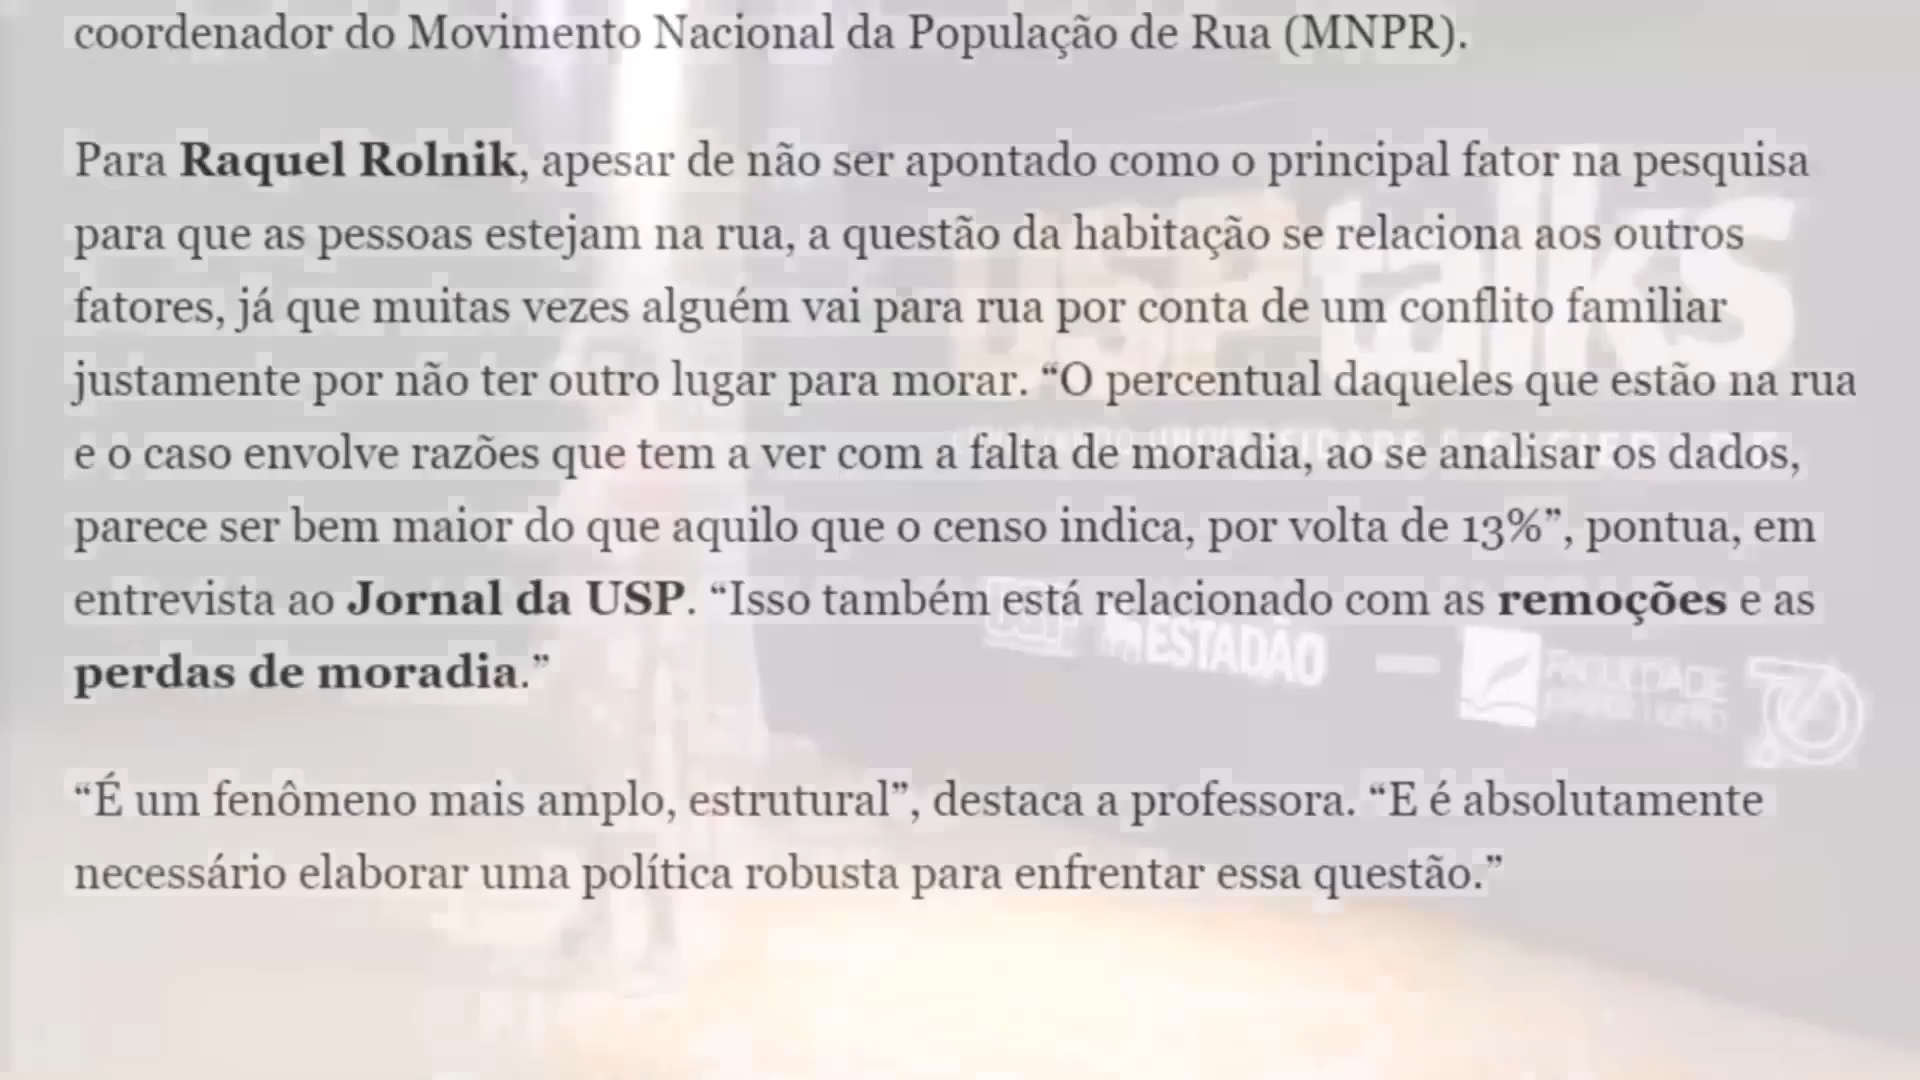 coordenador do Movimento Nacional da População de Rua (MNPR).
Para Raquel Rolnik, apesar de não ser apontado como o principal fator na pesquisa
para que as pessoas estejam na rua, a questão da habitação se relaciona aos outros
fatores, já que muitas vezes alguém vai para rua por conta de um conflito familiar
justamente por não ter outro lugar para morar. “O percentual daqueles que estão na rua
e o caso envolve razões que tem a ver com a falta de moradia, ao se analisar os dados,
parece ser bem maior do que aquilo que o censo indica, por volta de 13%”, pontua, em
entrevista ao Jornal da USP. “Isso também está relacionado com as remoções e as
perdas de moradia.”
“É um fenômeno mais amplo, estrutural”, destaca a professora. “E é absolutamente
necessário elaborar uma política robusta para enfrentar essa questão.”
USP talks
USP ESTADÃO
FACULDADE